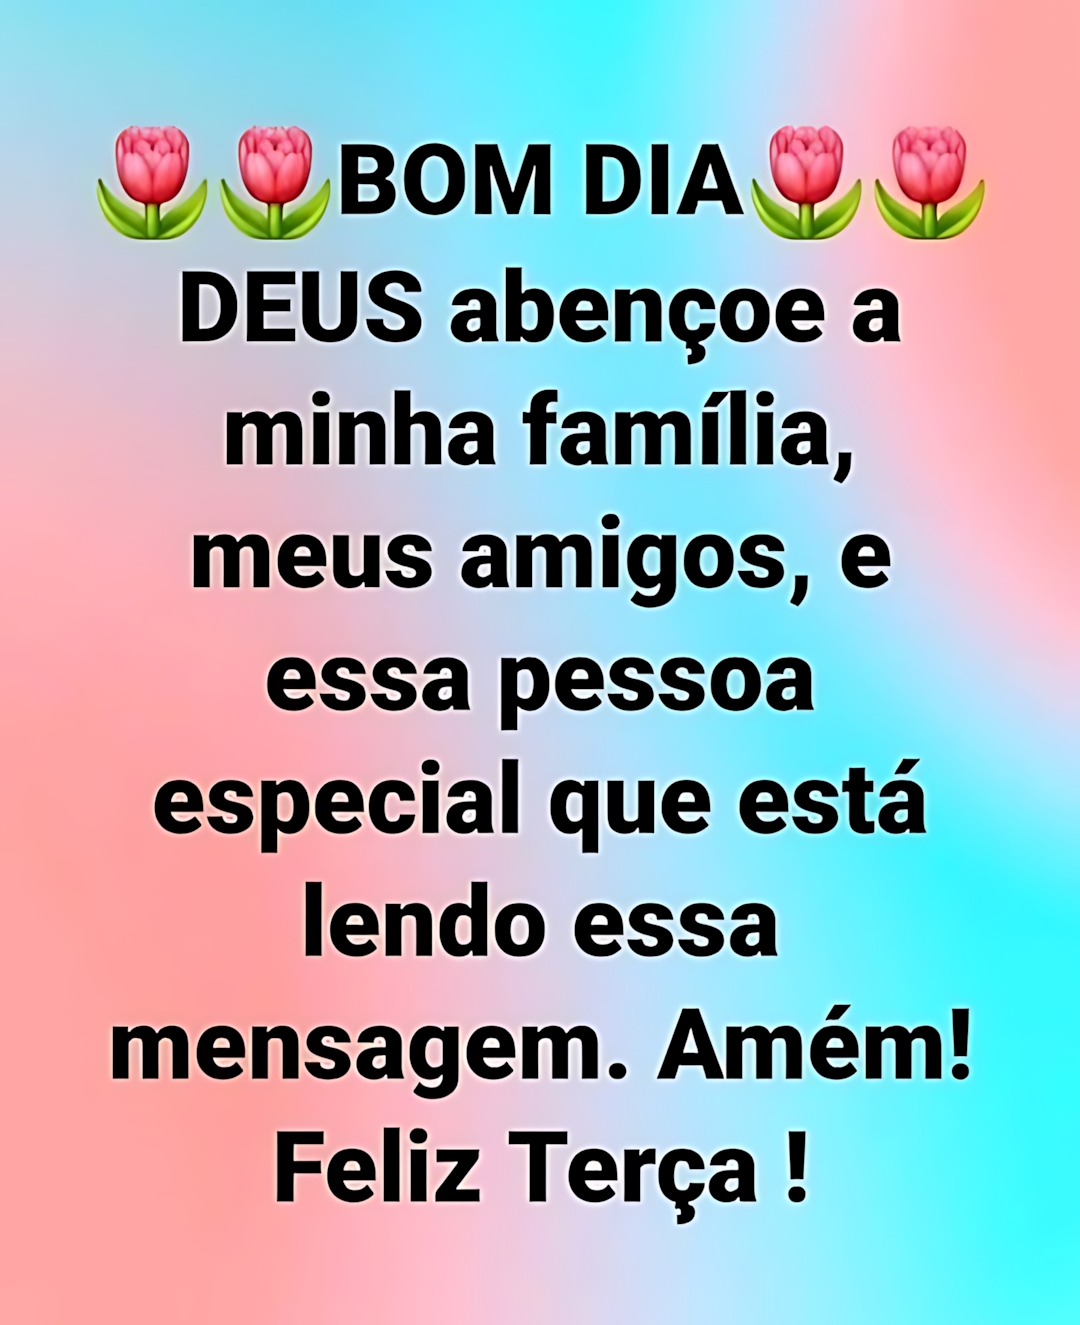 🌷🌷BOM DIA🌷🌷
DEUS abençoe a
minha família,
meus amigos, e
essa pessoa
especial que está
lendo essa
mensagem. Amém!
Feliz Terça !